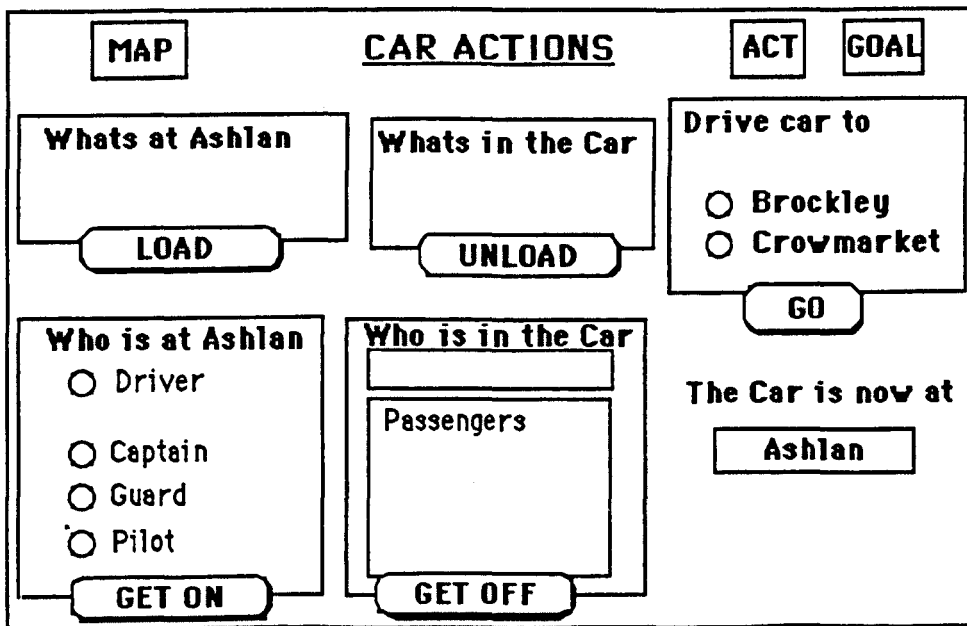 MAP
CAR ACTIONS
ACT
GOAL
Whats at Ashlan
LOAD
Whats in the Car
UNLOAD
Drive car to
Brockley
Crowmarket
GO
Who is at Ashlan
Driver
Captain
Guard
Pilot
GET ON
Who is in the Car
Passengers
GET OFF
The Car is now at
Ashlan